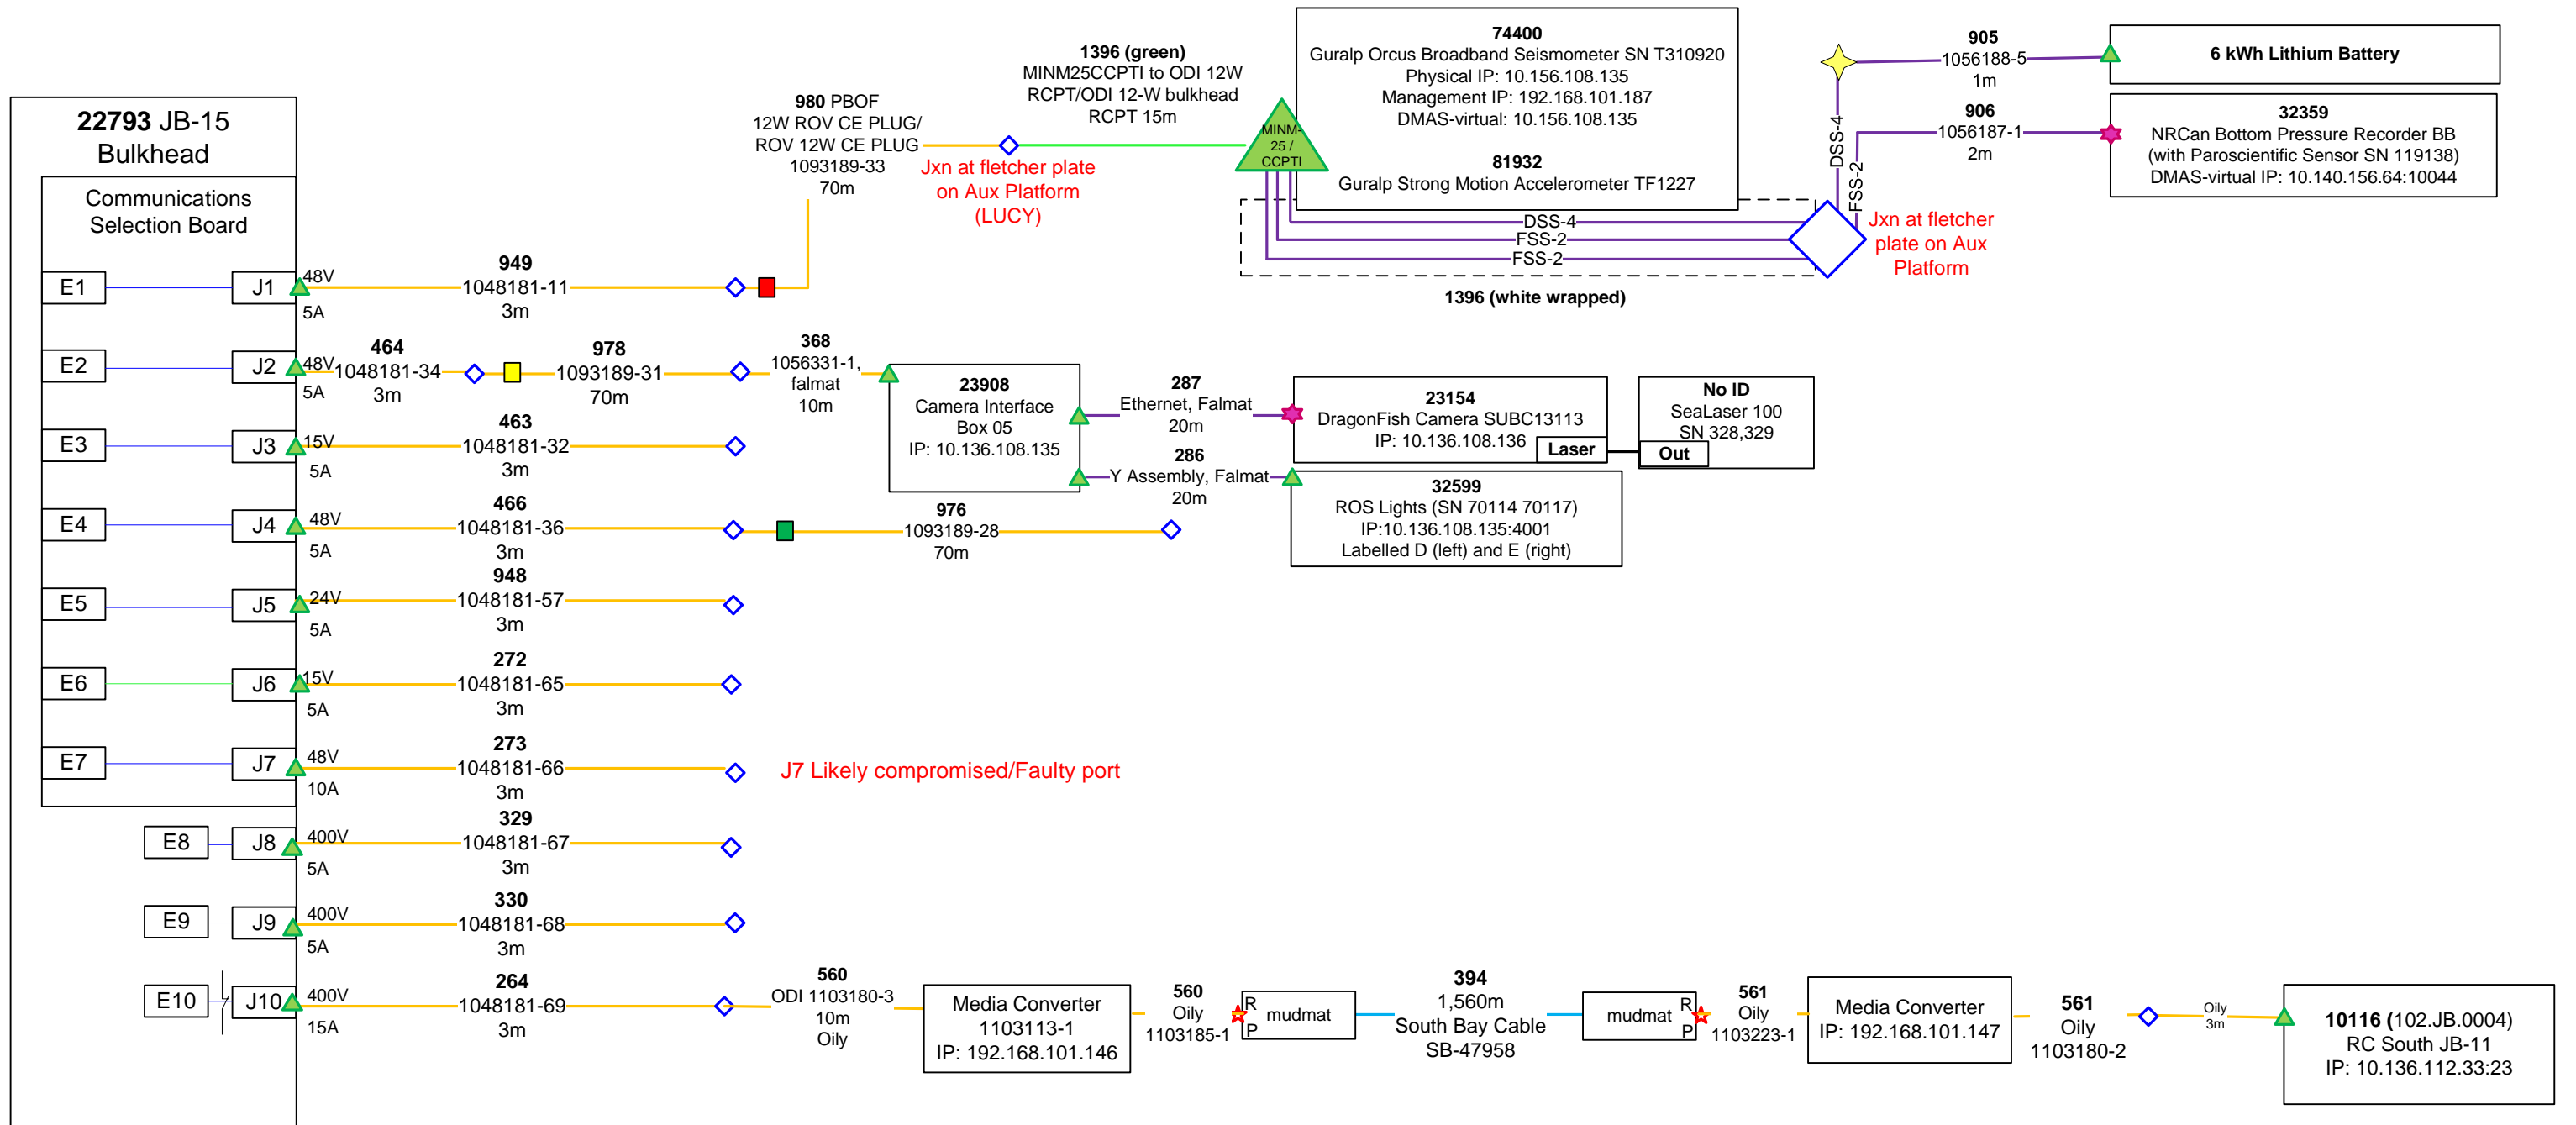 22793 JB-15
Bulkhead
Communications
Selection Board
E1
J1
48V
5A
949
1048181-11
3m
980 PBOF
12W ROV CE PLUG/
ROV 12W CE PLUG
1093189-33
70m
Jxn at fletcher plate
on Aux Platform
(LUCY)
1396 (green)
MINM25CCPTI to ODI 12W
RCPT/ODI 12-W bulkhead
RCPT 15m
MINM-
25 /
CCPTI
74400
Guralp Orcus Broadband Seismometer SN T310920
Physical IP: 10.156.108.135
Management IP: 192.168.101.187
DMAS-virtual: 10.156.108.135
81932
Guralp Strong Motion Accelerometer TF1227
DSS-4
FSS-2
FSS-2
1396 (white wrapped)
Jxn at fletcher
plate on Aux
Platform
DSS-4
FSS-2
905
1056188-5
1m
6 kWh Lithium Battery
906
1056187-1
2m
32359
NRCan Bottom Pressure Recorder BB
(with Paroscientific Sensor SN 119138)
DMAS-virtual IP: 10.140.156.64:10044
E2
J2
48V
5A
464
1048181-34
3m
978
1093189-31
70m
368
1056331-1,
falmat
10m
23908
Camera Interface
Box 05
IP: 10.136.108.135
287
Ethernet, Falmat
20m
23154
DragonFish Camera SUBC13113
IP: 10.136.108.136
Laser
No ID
SeaLaser 100
SN 328,329
Out
286
Y Assembly, Falmat
20m
32599
ROS Lights (SN 70114 70117)
IP:10.136.108.135:4001
Labelled D (left) and E (right)
E3
J3
15V
5A
463
1048181-32
3m
E4
J4
48V
5A
466
1048181-36
3m
976
1093189-28
70m
E5
J5
24V
5A
948
1048181-57
3m
E6
J6
15V
5A
272
1048181-65
3m
E7
J7
48V
10A
273
1048181-66
3m
J7 Likely compromised/Faulty port
E8
J8
400V
5A
329
1048181-67
3m
E9
J9
400V
5A
330
1048181-68
3m
E10
J10
400V
15A
264
1048181-69
3m
560
ODI 1103180-3
10m
Oily
Media Converter
1103113-1
IP: 192.168.101.146
560
Oily
1103185-1
R
P
mudmat
394
1,560m
South Bay Cable
SB-47958
mudmat
R
P
561
Oily
1103223-1
Media Converter
IP: 192.168.101.147
561
Oily
1103180-2
Oily
3m
10116 (102.JB.0004)
RC South JB-11
IP: 10.136.112.33:23